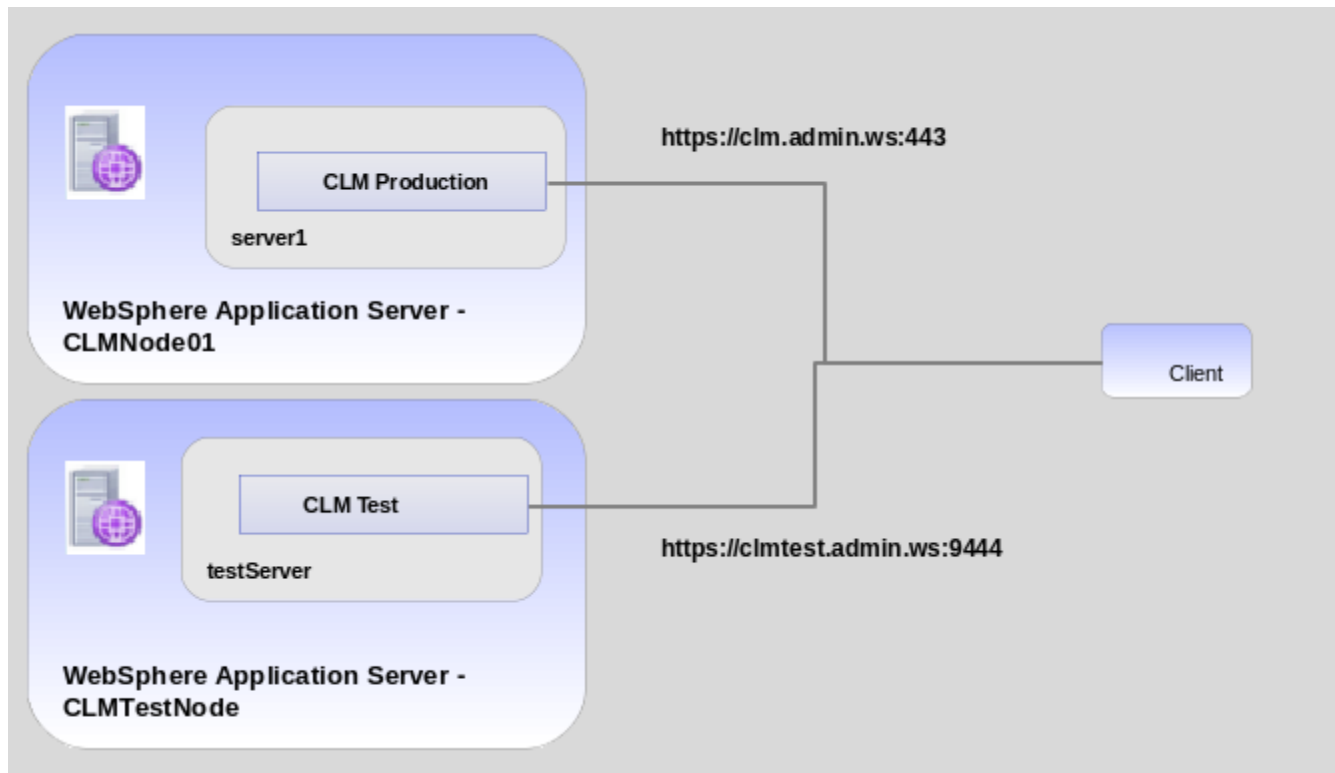 https://clm.admin.ws:443
CLM Production
server1
WebSphere Application Server -
CLMNode01
Client
CLM Test
https://clmtest.admin.ws:9444
testServer
WebSphere Application Server -
CLMTestNode